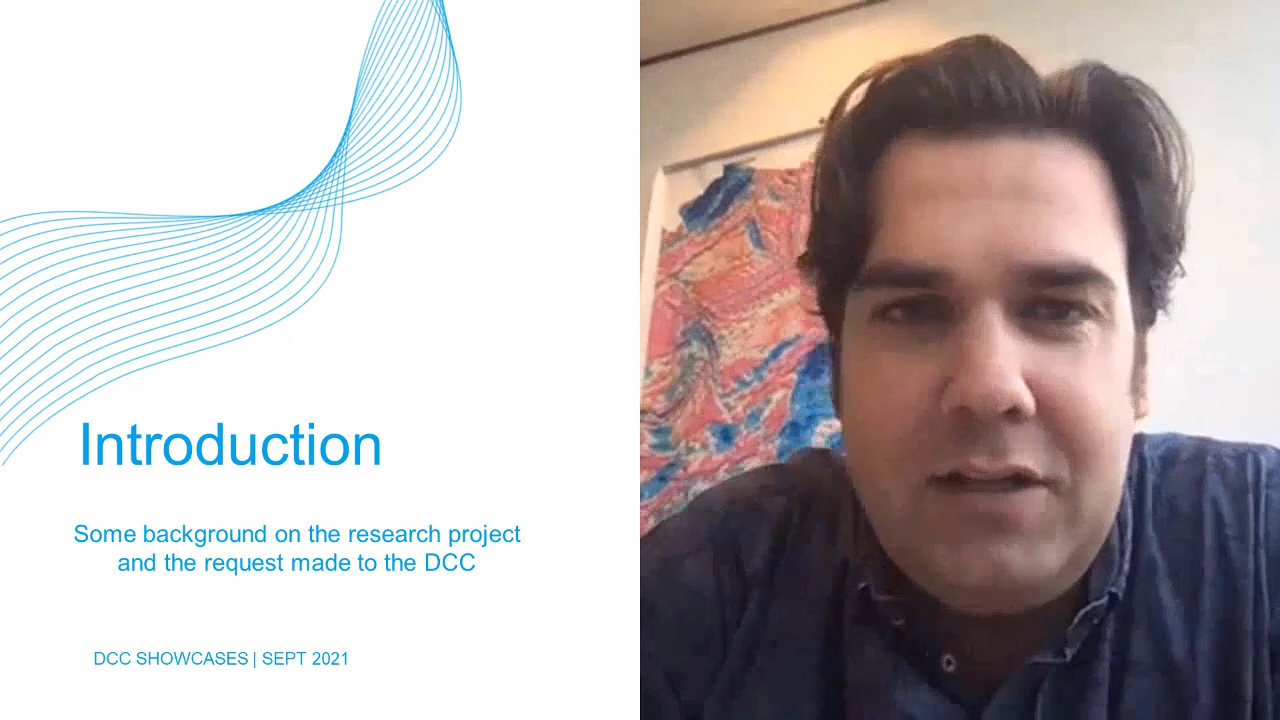 Introduction
Some background on the research project
and the request made to the DCC
DCC SHOWCASES | SEPT 2021